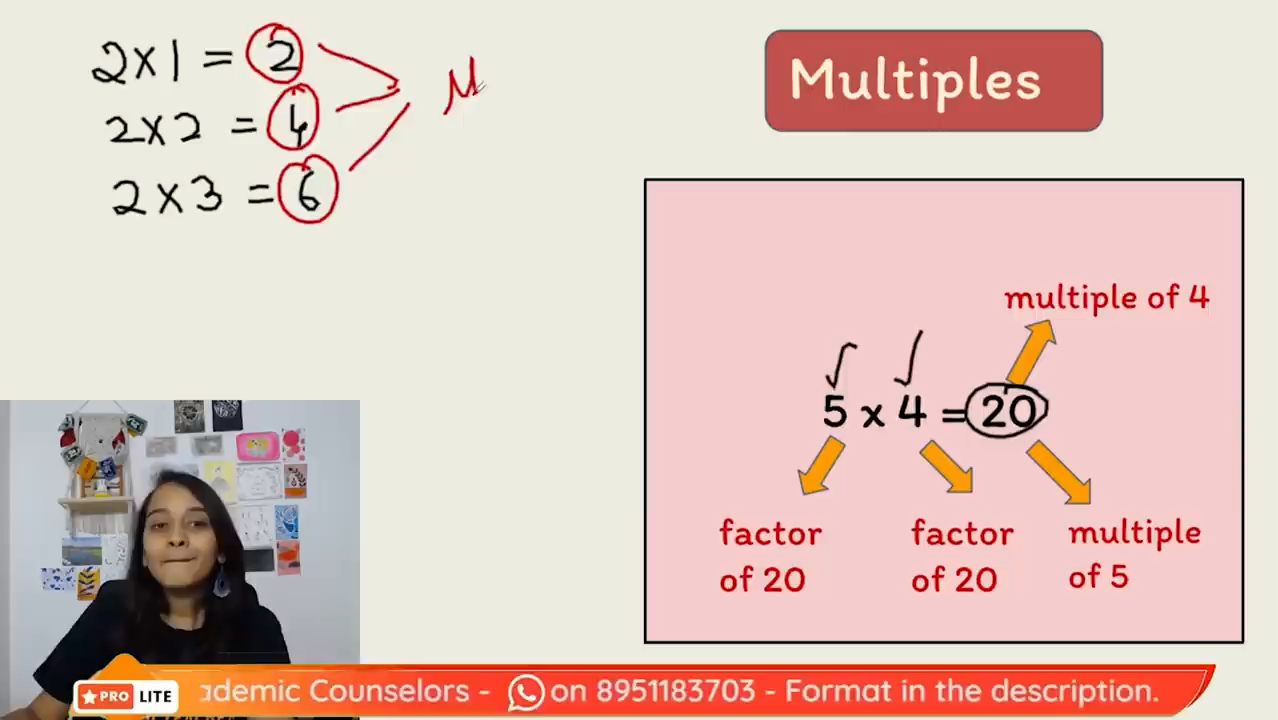 2x1 = 2
2x2 = 4
2x3 = 6
M
Multiples
multiple of 4
5 x 4 = 20
factor
of 20
factor
of 20
multiple
of 5
PRO LITE
ademic Counselors - on 8951183703 - Format in the description.